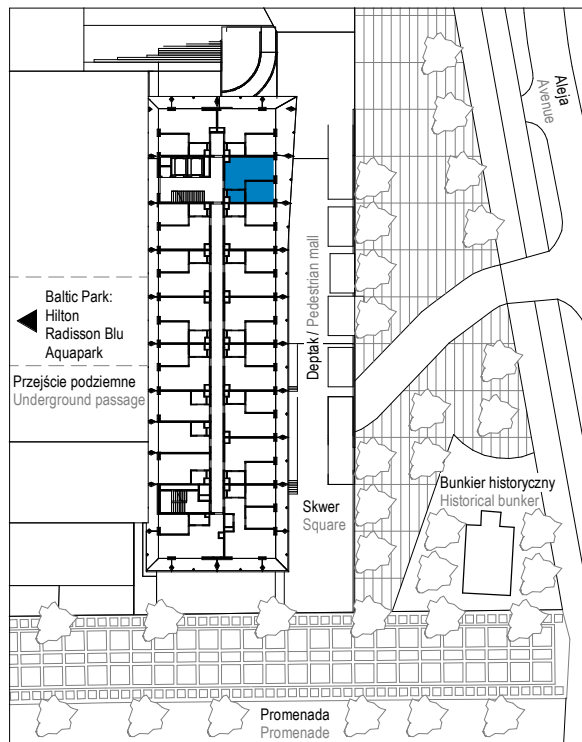 Aleja
Avenue
Baltic Park:
Hilton
Radisson Blu
Aquapark
Przejście podziemne
Underground passage
Deptak / Pedestrian mall
Skwer
Square
Bunkier historyczny
Historical bunker
Promenada
Promenade